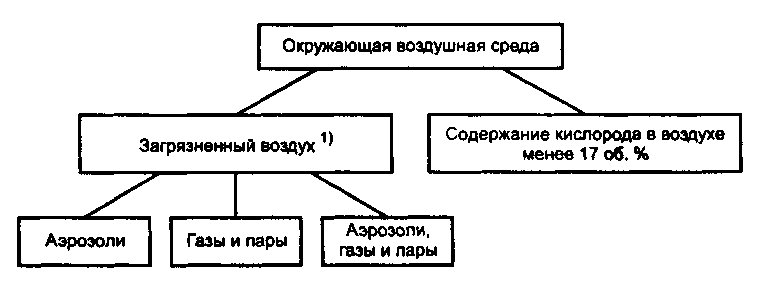 Окружающая воздушная среда
Загрязненный воздух 1)
Содержание кислорода в воздухе
менее 17 об. %
Аэрозоли
Газы и пары
Аэрозоли,
газы и пары